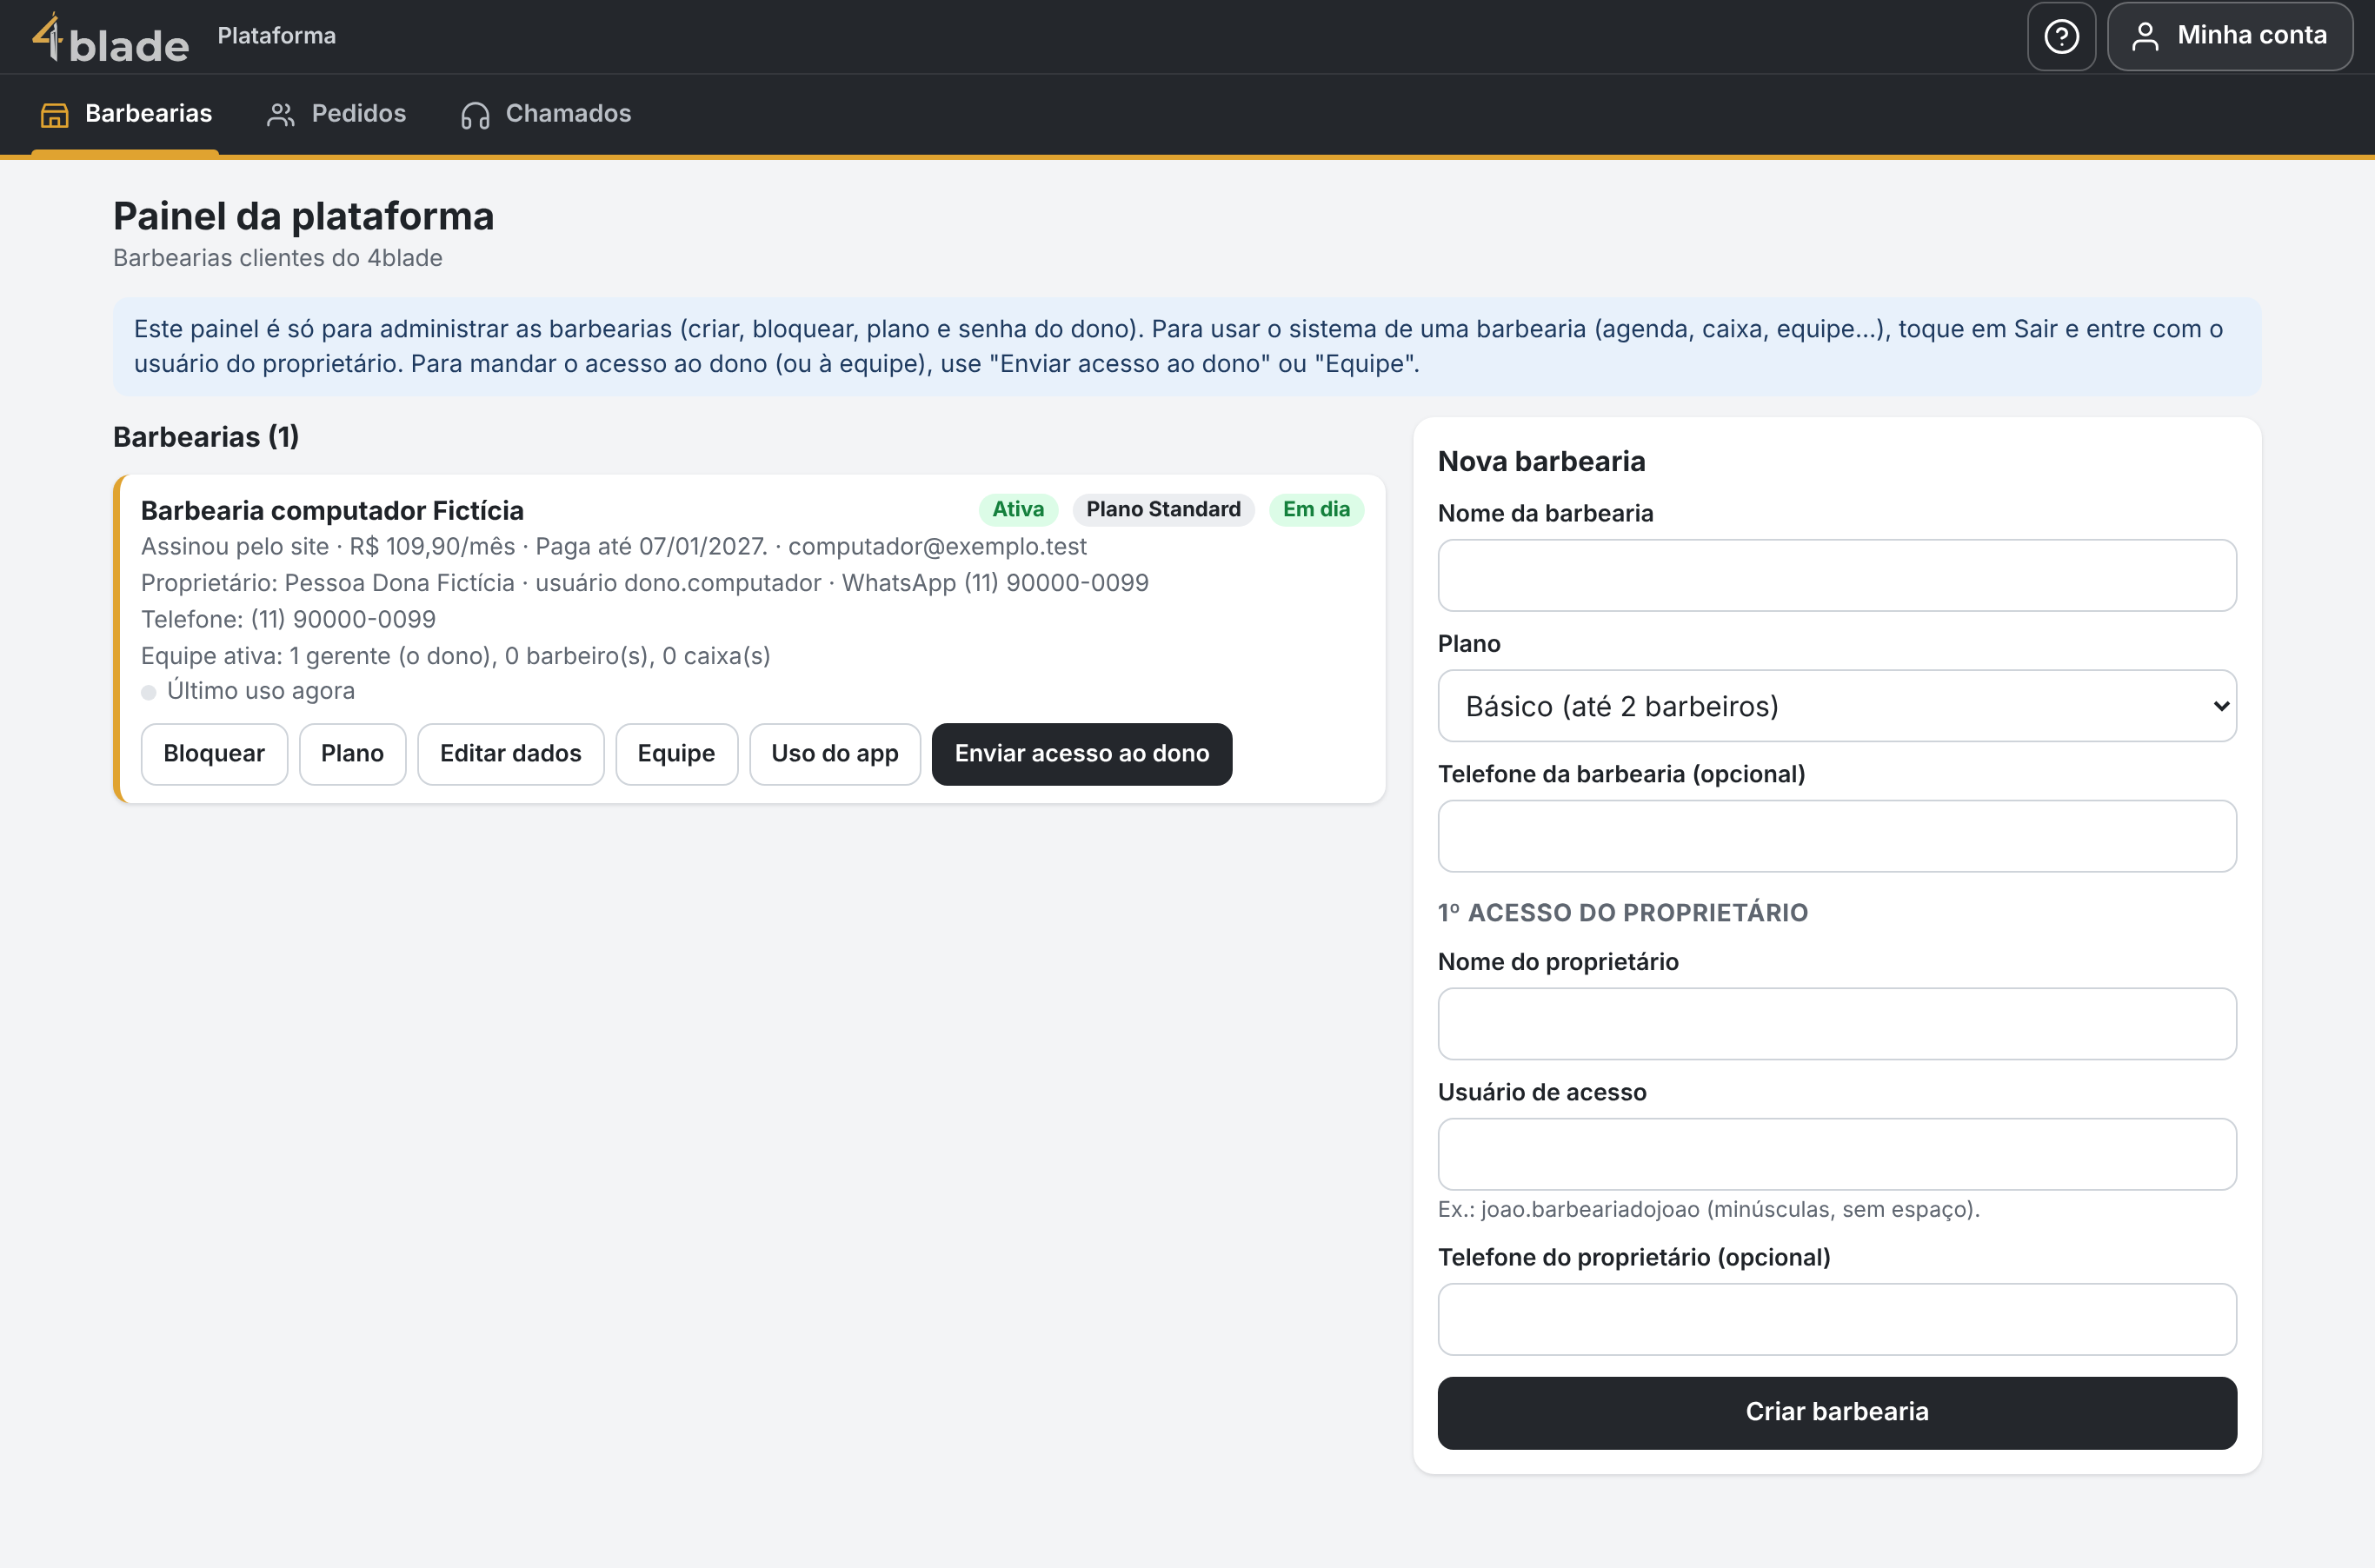 4blade Plataforma
Minha conta
Barbearias Pedidos Chamados
Painel da plataforma
Barbearias clientes do 4blade
Este painel é só para administrar as barbearias (criar, bloquear, plano e senha do dono). Para usar o sistema de uma barbearia (agenda, caixa, equipe...), toque em Sair e entre com o
usuário do proprietário. Para mandar o acesso ao dono (ou à equipe), use "Enviar acesso ao dono" ou "Equipe".
Barbearias (1)
Barbearia computador Fictícia
Ativa Plano Standard Em dia
Assinou pelo site · R$ 109,90/mês · Paga até 07/01/2027. · computador@exemplo.test
Proprietário: Pessoa Dona Fictícia · usuário dono.computador · WhatsApp (11) 90000-0099
Telefone: (11) 90000-0099
Equipe ativa: 1 gerente (o dono), 0 barbeiro(s), 0 caixa(s)
Último uso agora
Bloquear Plano Editar dados Equipe Uso do app Enviar acesso ao dono
Nova barbearia
Nome da barbearia
Plano
Básico (até 2 barbeiros)
Telefone da barbearia (opcional)
1º ACESSO DO PROPRIETÁRIO
Nome do proprietário
Usuário de acesso
Ex.: joao.barbeariadojoao (minúsculas, sem espaço).
Telefone do proprietário (opcional)
Criar barbearia